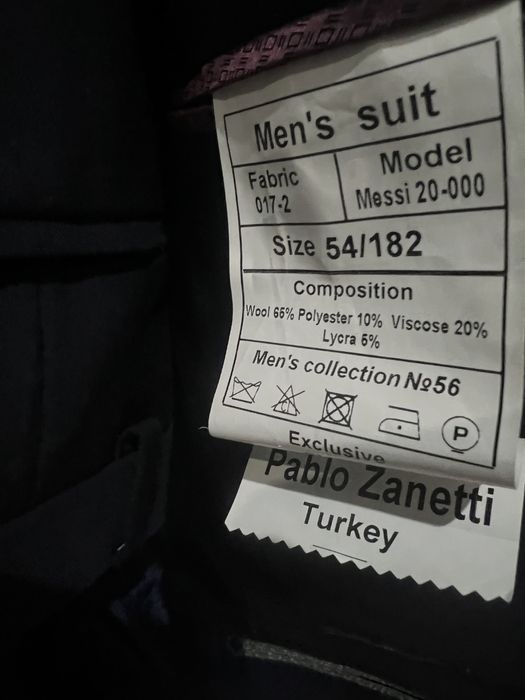 Men's suit
Fabric
017-2
Model
Messi 20-000
Size 54/182
Composition
Wool 65% Polyester 10% Viscose 20%
Lycra 5%
Men's collection №56
P
Exclusive
Pablo Zanetti
Turkey